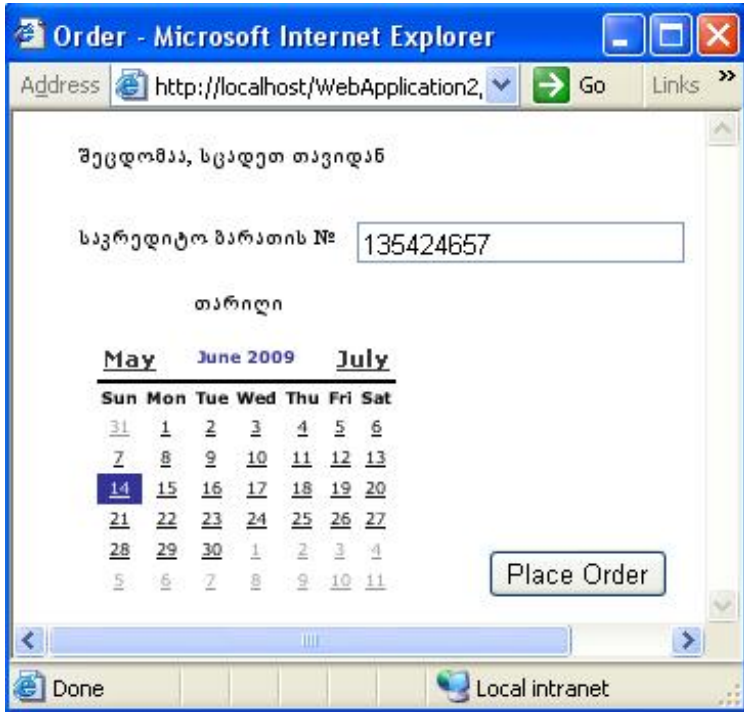 Order - Microsoft Internet Explorer
Address http://localhost/WebApplication2, Go Links »
შეცდომაა, სცადეთ თავიდან
საკრედიტო ბარათის № 135424657
თარიღი
May June 2009 July
Sun Mon Tue Wed Thu Fri Sat
31 1 2 3 4 5 6
7 8 9 10 11 12 13
14 15 16 17 18 19 20
21 22 23 24 25 26 27
28 29 30 1 2 3 4
5 6 7 8 9 10 11
Place Order
Done Local intranet